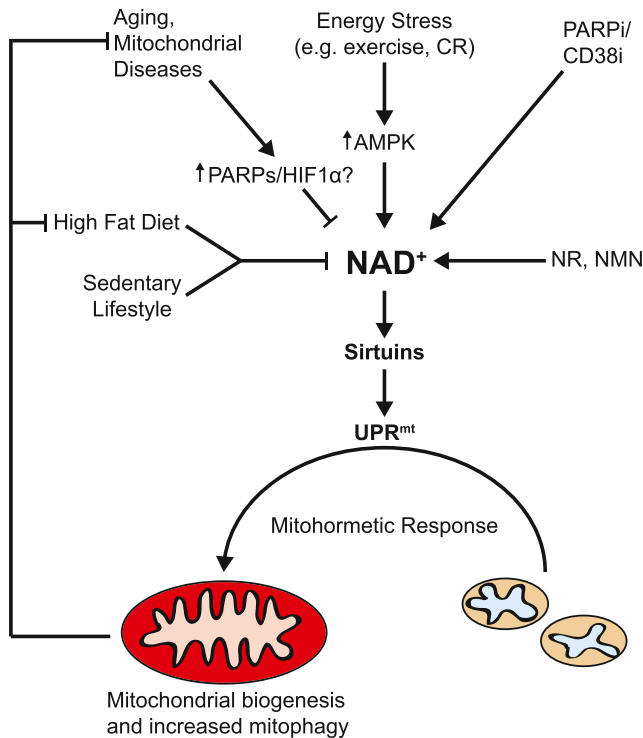 Aging,
Mitochondrial
Diseases
Energy Stress
(e.g. exercise, CR)
PARPi/
CD38i
↑AMPK
↑PARPs/HIF1α?
High Fat Diet
Sedentary
Lifestyle
NAD⁺
NR, NMN
Sirtuins
UPRᵐᵗ
Mitohormetic Response
Mitochondrial biogenesis
and increased mitophagy